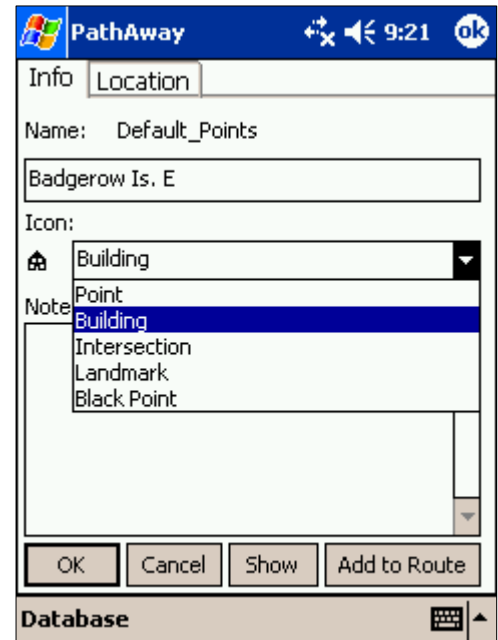 PathAway 9:21 ok
Info Location
Name: Default_Points
Badgerow Is. E
Icon:
Building
Note
Point
Building
Intersection
Landmark
Black Point
OK Cancel Show Add to Route
Database